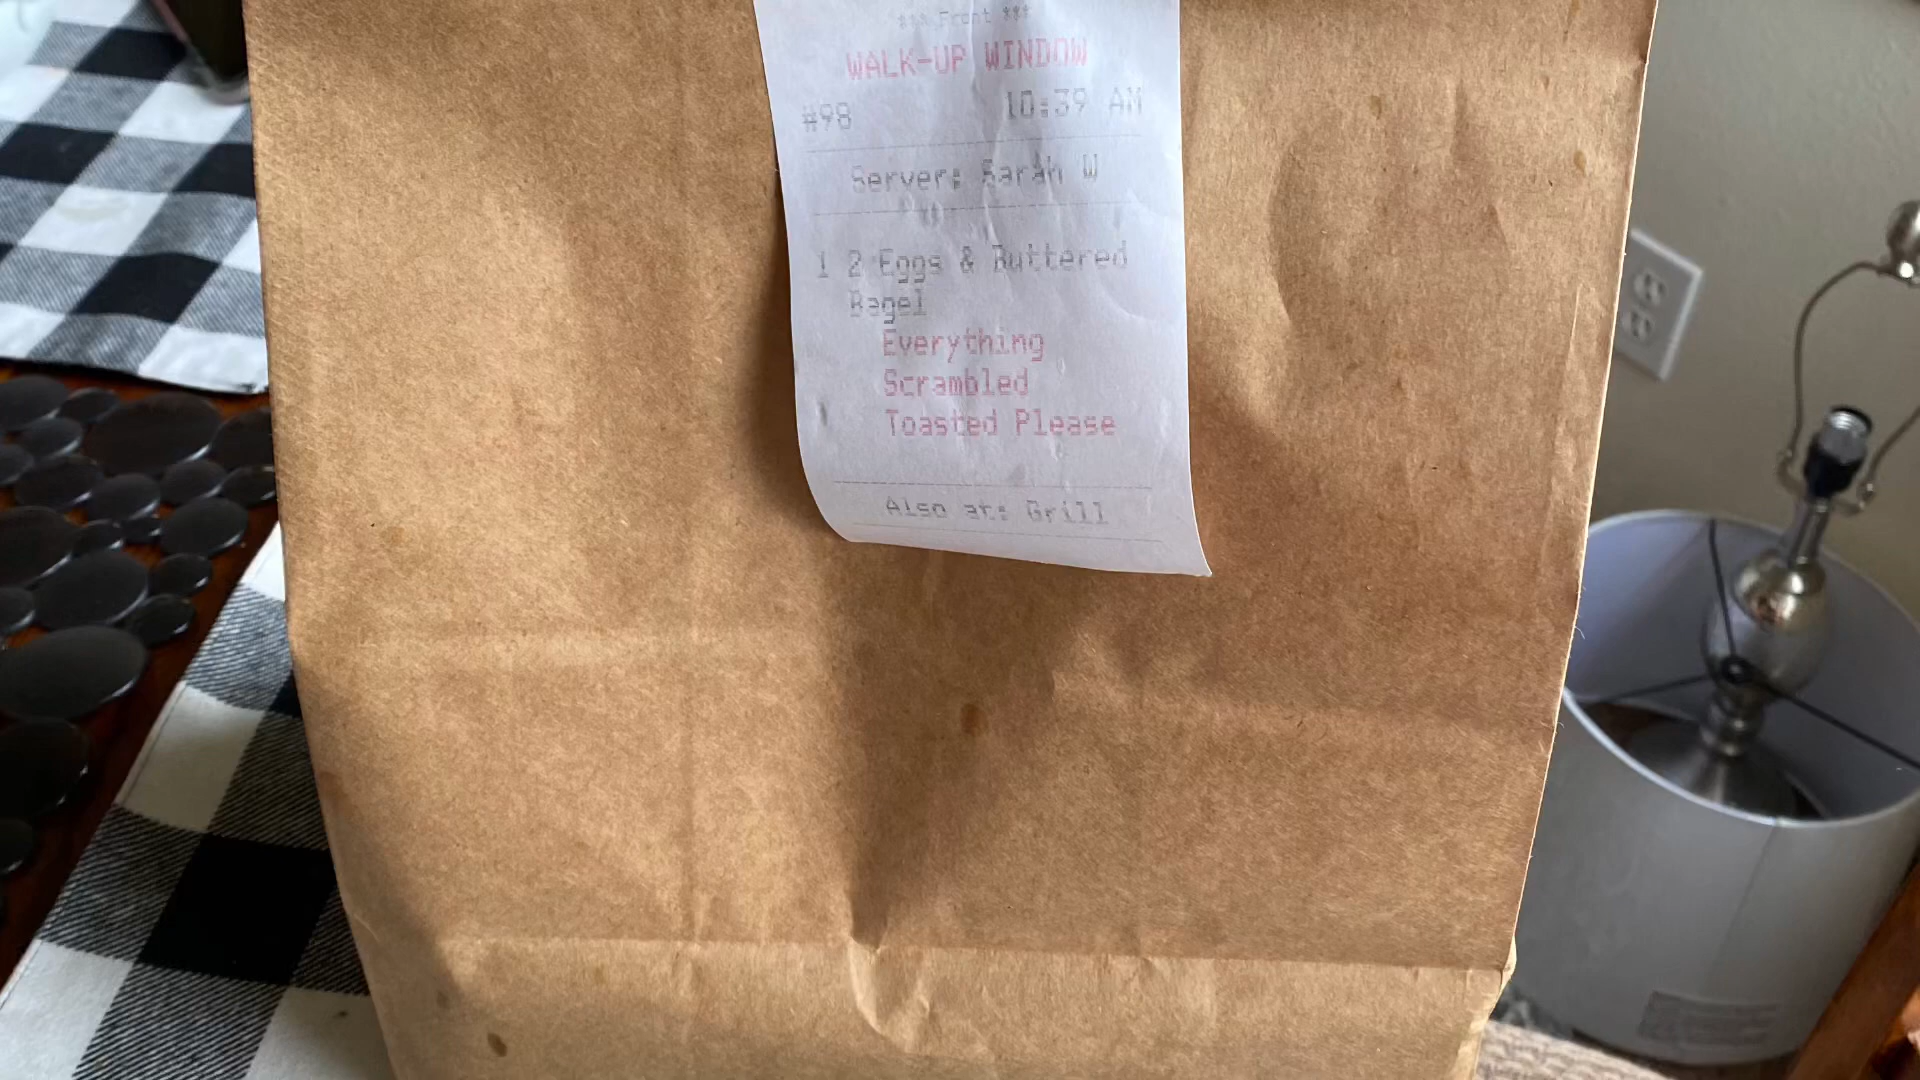 *** Front ***
WALK-UP WINDOW
#98 10:39 AM
Server: Sarah W
1 2 Eggs & Buttered
Bagel
Everything
Scrambled
Toasted Please
Also at: Grill